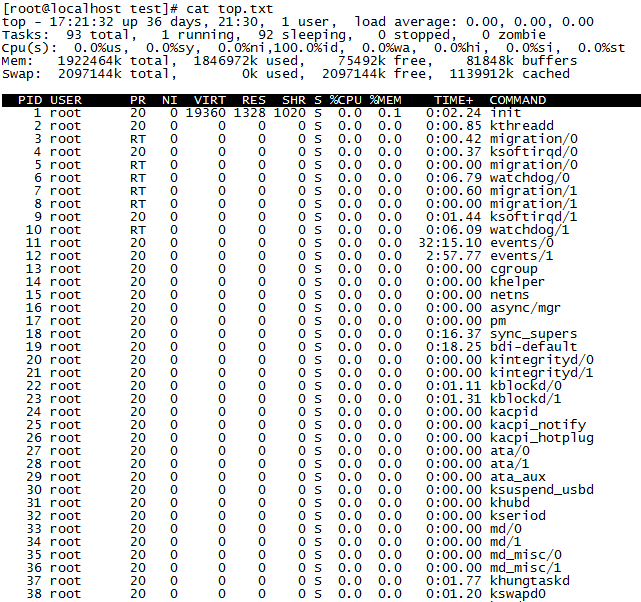 [root@localhost test]# cat top.txt
top - 17:21:32 up 36 days, 21:30,  1 user,  load average: 0.00, 0.00, 0.00
Tasks:  93 total,   1 running,  92 sleeping,   0 stopped,   0 zombie
Cpu(s):  0.0%us,  0.0%sy,  0.0%ni,100.0%id,  0.0%wa,  0.0%hi,  0.0%si,  0.0%st
Mem:   1922464k total,  1846972k used,    75492k free,    81848k buffers
Swap:  2097144k total,        0k used,  2097144k free,  1139912k cached
PID USER      PR  NI  VIRT  RES  SHR S %CPU %MEM    TIME+  COMMAND
1 root      20   0 19360 1328 1020 S  0.0  0.1   0:02.24 init
2 root      20   0     0    0    0 S  0.0  0.0   0:00.85 kthreadd
3 root      RT   0     0    0    0 S  0.0  0.0   0:00.42 migration/0
4 root      20   0     0    0    0 S  0.0  0.0   0:00.37 ksoftirqd/0
5 root      RT   0     0    0    0 S  0.0  0.0   0:00.00 migration/0
6 root      RT   0     0    0    0 S  0.0  0.0   0:06.79 watchdog/0
7 root      RT   0     0    0    0 S  0.0  0.0   0:00.60 migration/1
8 root      RT   0     0    0    0 S  0.0  0.0   0:00.00 migration/1
9 root      20   0     0    0    0 S  0.0  0.0   0:01.44 ksoftirqd/1
10 root      RT   0     0    0    0 S  0.0  0.0   0:06.09 watchdog/1
11 root      20   0     0    0    0 S  0.0  0.0  32:15.10 events/0
12 root      20   0     0    0    0 S  0.0  0.0   2:57.77 events/1
13 root      20   0     0    0    0 S  0.0  0.0   0:00.00 cgroup
14 root      20   0     0    0    0 S  0.0  0.0   0:00.00 khelper
15 root      20   0     0    0    0 S  0.0  0.0   0:00.00 netns
16 root      20   0     0    0    0 S  0.0  0.0   0:00.00 async/mgr
17 root      20   0     0    0    0 S  0.0  0.0   0:00.00 pm
18 root      20   0     0    0    0 S  0.0  0.0   0:16.37 sync_supers
19 root      20   0     0    0    0 S  0.0  0.0   0:18.25 bdi-default
20 root      20   0     0    0    0 S  0.0  0.0   0:00.00 kintegrityd/0
21 root      20   0     0    0    0 S  0.0  0.0   0:00.00 kintegrityd/1
22 root      20   0     0    0    0 S  0.0  0.0   0:01.11 kblockd/0
23 root      20   0     0    0    0 S  0.0  0.0   0:01.31 kblockd/1
24 root      20   0     0    0    0 S  0.0  0.0   0:00.00 kacpid
25 root      20   0     0    0    0 S  0.0  0.0   0:00.00 kacpi_notify
26 root      20   0     0    0    0 S  0.0  0.0   0:00.00 kacpi_hotplug
27 root      20   0     0    0    0 S  0.0  0.0   0:00.00 ata/0
28 root      20   0     0    0    0 S  0.0  0.0   0:00.00 ata/1
29 root      20   0     0    0    0 S  0.0  0.0   0:00.00 ata_aux
30 root      20   0     0    0    0 S  0.0  0.0   0:00.00 ksuspend_usbd
31 root      20   0     0    0    0 S  0.0  0.0   0:00.00 khubd
32 root      20   0     0    0    0 S  0.0  0.0   0:00.00 kseriod
33 root      20   0     0    0    0 S  0.0  0.0   0:00.00 md/0
34 root      20   0     0    0    0 S  0.0  0.0   0:00.00 md/1
35 root      20   0     0    0    0 S  0.0  0.0   0:00.00 md_misc/0
36 root      20   0     0    0    0 S  0.0  0.0   0:00.00 md_misc/1
37 root      20   0     0    0    0 S  0.0  0.0   0:01.77 khungtaskd
38 root      20   0     0    0    0 S  0.0  0.0   0:01.20 kswapd0